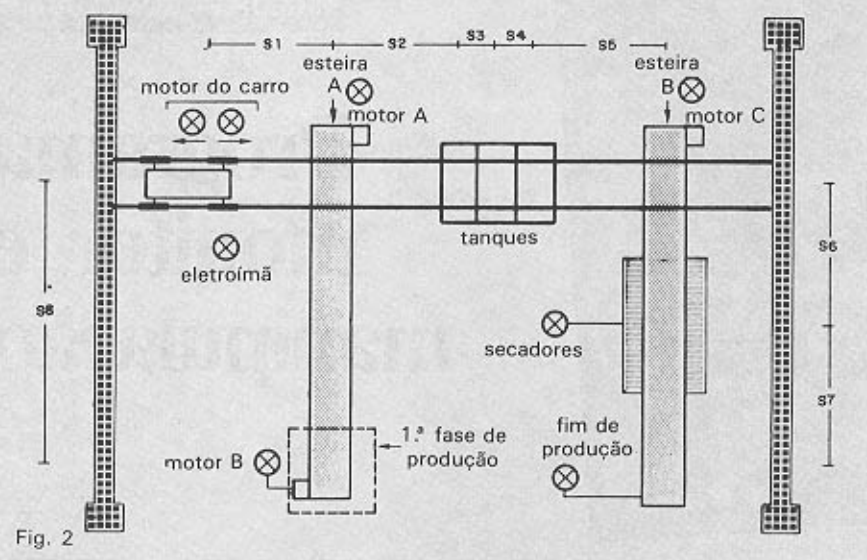 S1
S2
S3
S4
S5
esteira
A
esteira
B
motor do carro
motor A
motor C
tanques
eletroímã
S6
S8
secadores
S7
1.ª fase de
produção
fim de
produção
motor B
Fig. 2